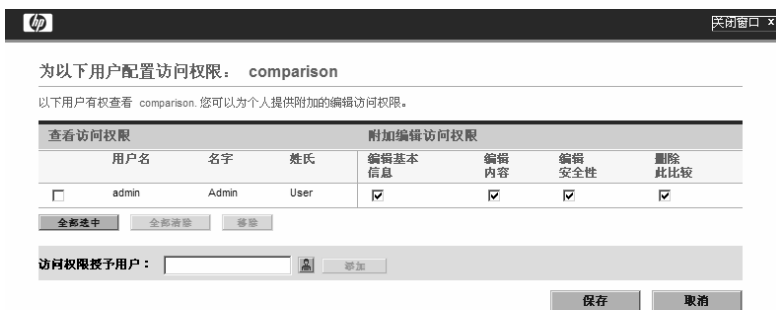 hp
关闭窗口 x
为以下用户配置访问权限： comparison
以下用户有权查看 comparison. 您可以为个人提供附加的编辑访问权限。
查看访问权限 附加编辑访问权限
用户名 名字 姓氏 编辑基本信息 编辑内容 编辑安全性 删除此比较
admin Admin User
全部选中 全部清除 移除
访问权限授予用户： 添加
保存 取消